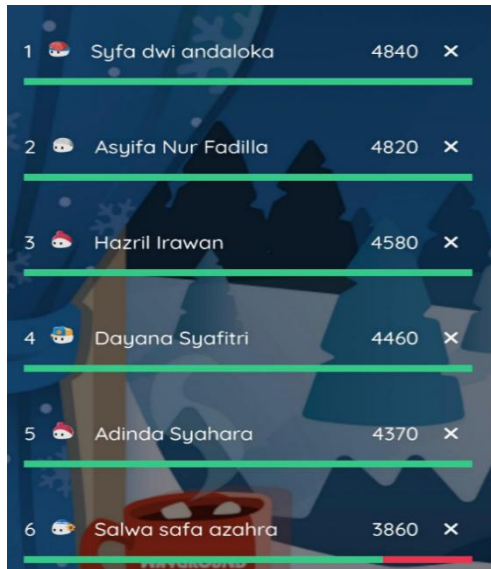 1 Syfa dwi andaloka 4840 ×
2 Asyifa Nur Fadilla 4820 ×
3 Hazril Irawan 4580 ×
4 Dayana Syafitri 4460 ×
5 Adinda Syahara 4370 ×
6 Salwa safa azahra 3860 ×